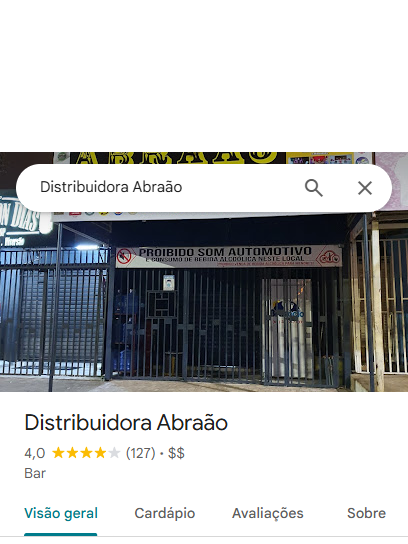 ABRAÃO
Distribuidora Abraão
PROIBIDO SOM AUTOMOTIVO
E CONSUMO DE BEBIDA ALCOÓLICA NESTE LOCAL
Distribuidora Abraão
4,0 (127) · $$
Bar
Visão geral
Cardápio
Avaliações
Sobre